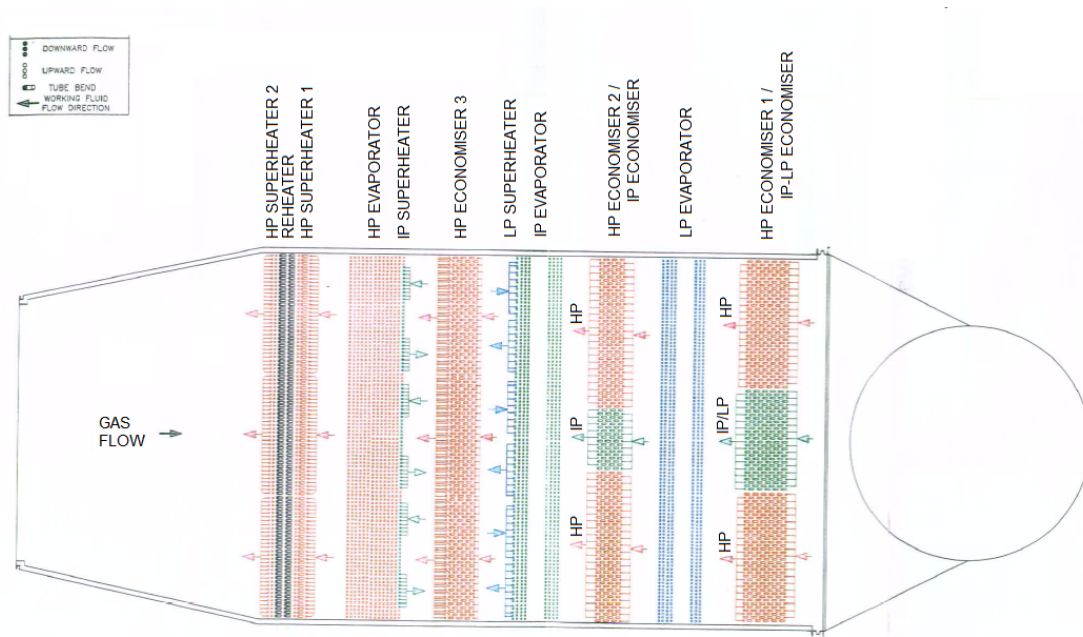 DOWNWARD FLOW
UPWARD FLOW
TUBE BEND
WORKING FLUID
FLOW DIRECTION
HP SUPERHEATER 2
REHEATER
HP SUPERHEATER 1
HP EVAPORATOR
IP SUPERHEATER
HP ECONOMISER 3
LP SUPERHEATER
IP EVAPORATOR
HP ECONOMISER 2 /
IP ECONOMISER
LP EVAPORATOR
HP ECONOMISER 1 /
IP-LP ECONOMISER
GAS
FLOW
HP
IP
HP
HP
IP/LP
HP